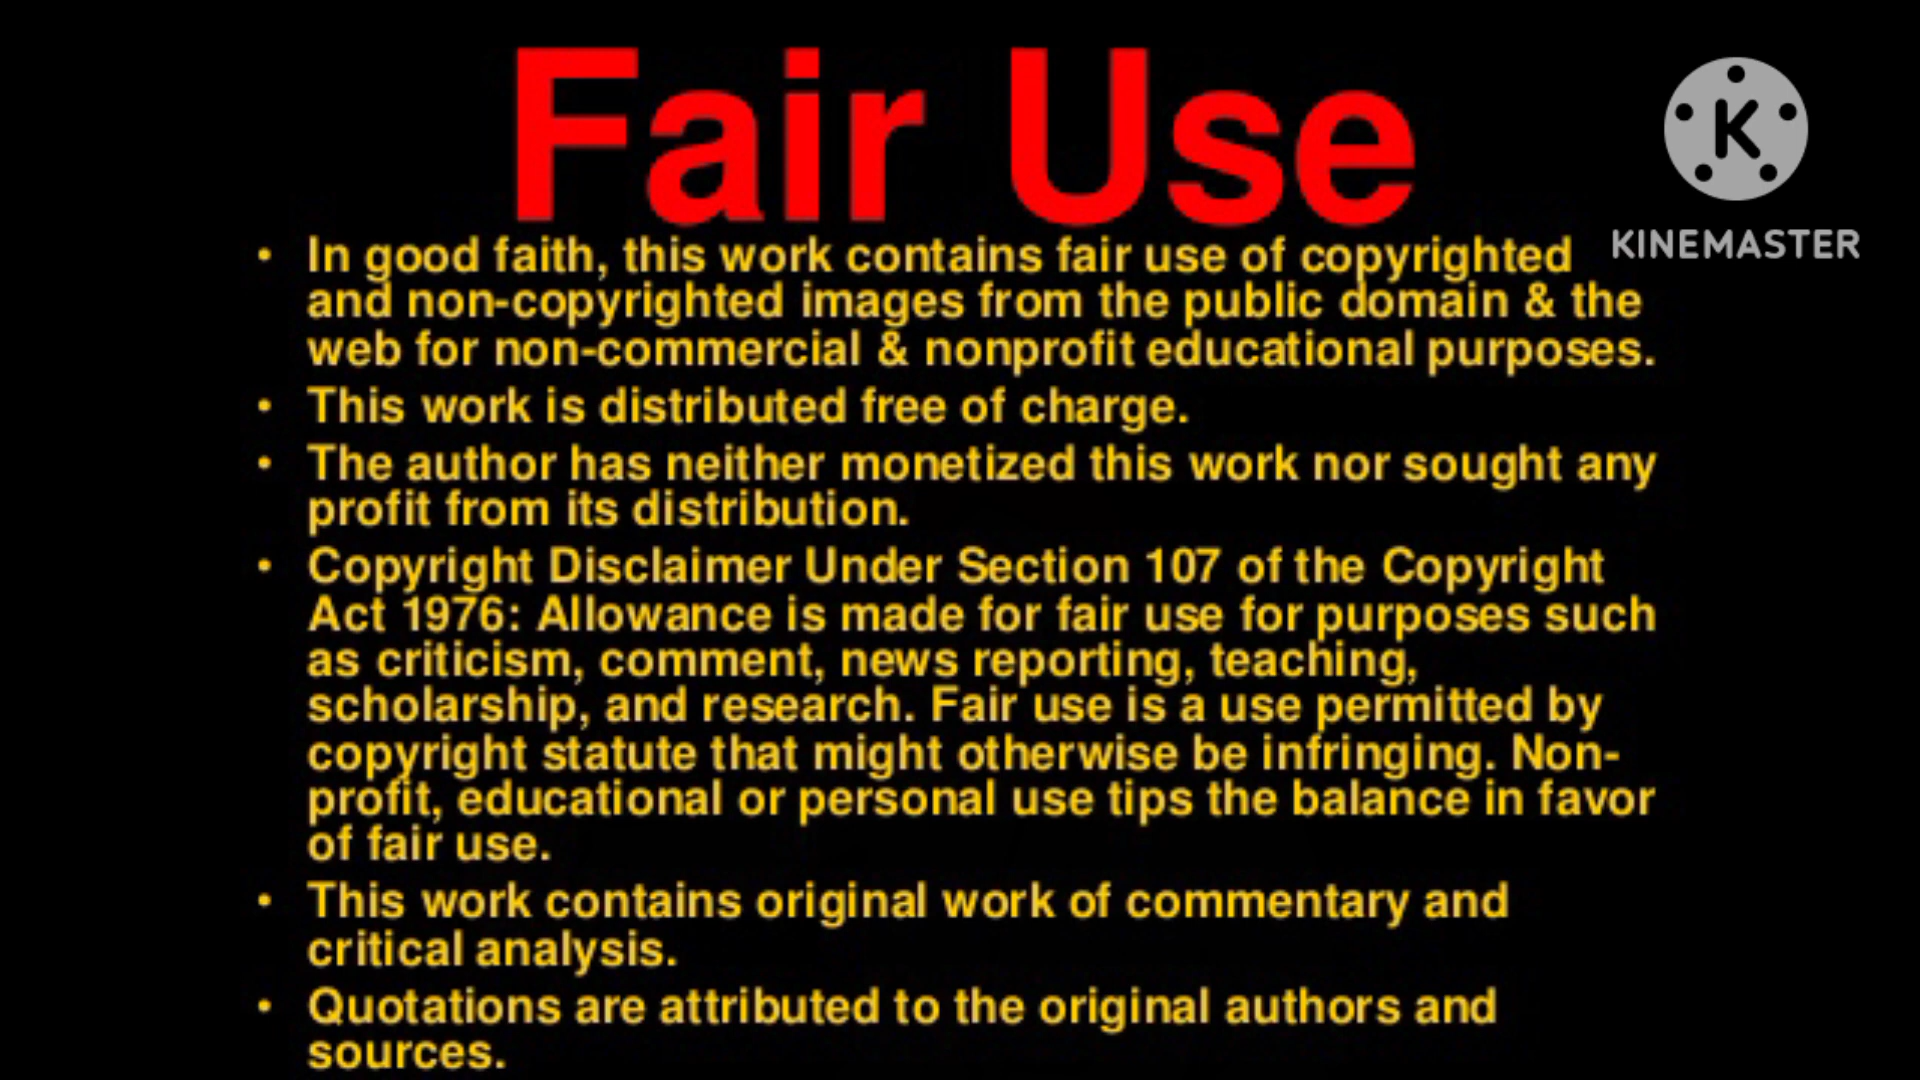 Fair Use
K
KINEMASTER
• In good faith, this work contains fair use of copyrighted
and non-copyrighted images from the public domain & the
web for non-commercial & nonprofit educational purposes.
• This work is distributed free of charge.
• The author has neither monetized this work nor sought any
profit from its distribution.
• Copyright Disclaimer Under Section 107 of the Copyright
Act 1976: Allowance is made for fair use for purposes such
as criticism, comment, news reporting, teaching,
scholarship, and research. Fair use is a use permitted by
copyright statute that might otherwise be infringing. Non-
profit, educational or personal use tips the balance in favor
of fair use.
• This work contains original work of commentary and
critical analysis.
• Quotations are attributed to the original authors and
sources.